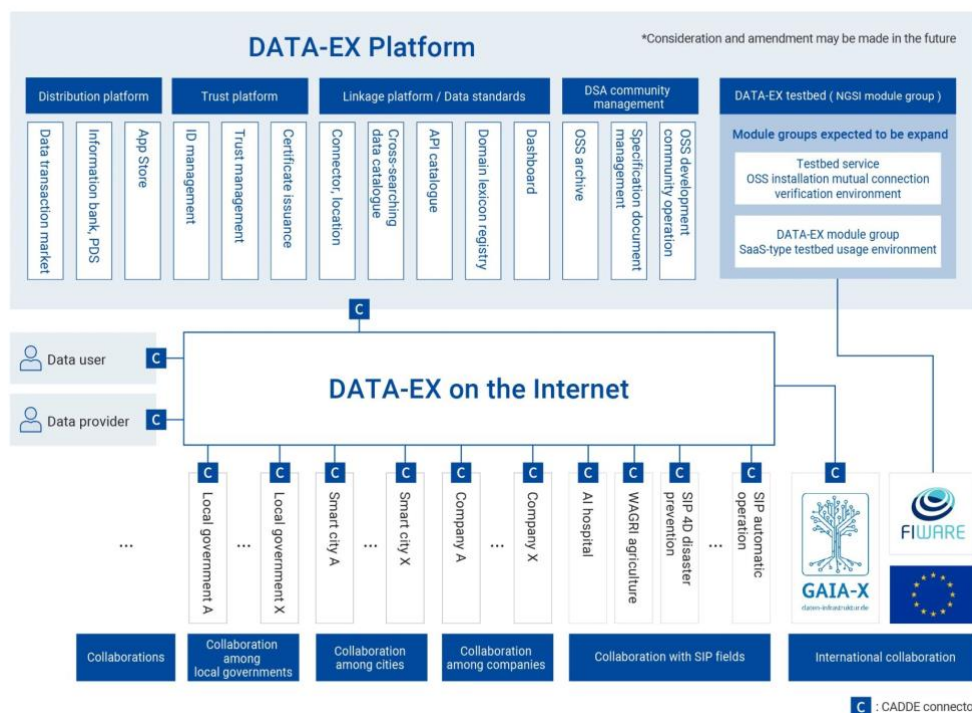 DATA-EX Platform
*Consideration and amendment may be made in the future
Distribution platform
Data transaction market
Information bank, PDS
App Store
Trust platform
ID management
Trust management
Certificate issuance
Linkage platform / Data standards
Connector, location
Cross-searching
data catalogue
API catalogue
Domain lexicon registry
Dashboard
DSA community
management
OSS archive
Specification document
management
OSS development
community operation
DATA-EX testbed ( NGSI module group )
Module groups expected to be expand
Testbed service
OSS installation mutual connection
verification environment
DATA-EX module group
SaaS-type testbed usage environment
C
Data user
C
Data provider
C
DATA-EX on the Internet
C
C
C
C
C
C
C
C
C
C
C
...
Local government A
...
Local government X
Smart city A
...
Smart city X
Company A
...
Company X
AI hospital
WAGRI agriculture
SIP 4D disaster
prevention
...
SIP automatic
operation
GAIA-X
daten-infrastruktur.de
FIWARE
Collaborations
Collaboration
among
local governments
Collaboration
among cities
Collaboration
among companies
Collaboration with SIP fields
International collaboration
C : CADDE connecto